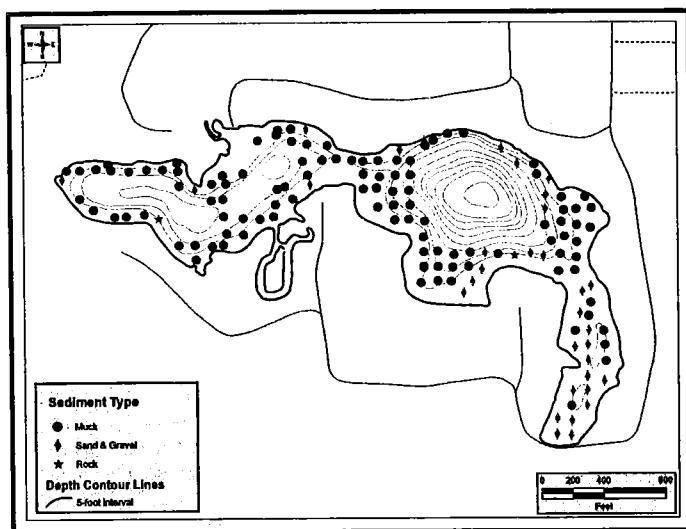 W E
Sediment Type
Muck
Sand & Gravel
Rock
Depth Contour Lines
5-foot interval
0 200 400 800
Feet